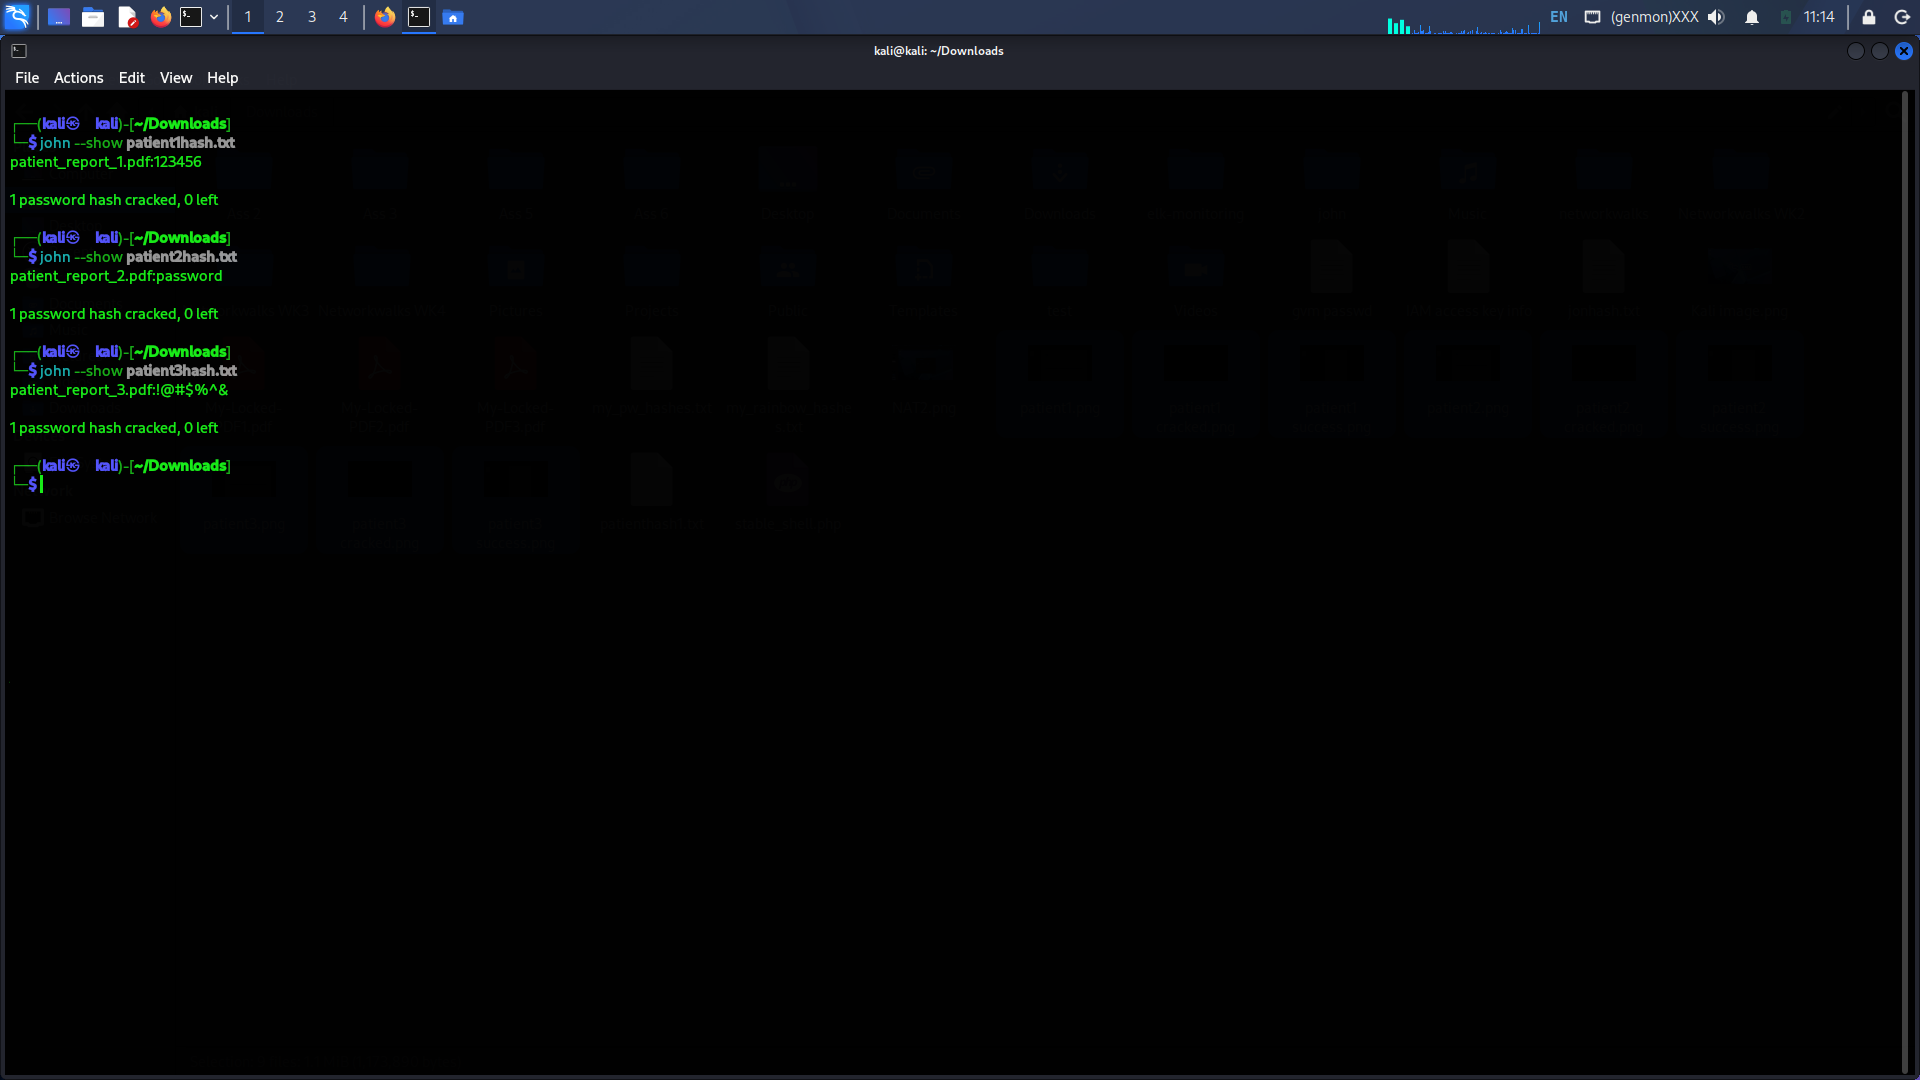 1 2 3 4 EN (genmon)XXX 11:14
kali@kali: ~/Downloads
File Actions Edit View Help
┌──(kali㉿kali)-[~/Downloads]
└─$ john --show patient1hash.txt
patient_report_1.pdf:123456
1 password hash cracked, 0 left
┌──(kali㉿kali)-[~/Downloads]
└─$ john --show patient2hash.txt
patient_report_2.pdf:password
1 password hash cracked, 0 left
┌──(kali㉿kali)-[~/Downloads]
└─$ john --show patient3hash.txt
patient_report_3.pdf:!@#$%^&
1 password hash cracked, 0 left
┌──(kali㉿kali)-[~/Downloads]
└─$